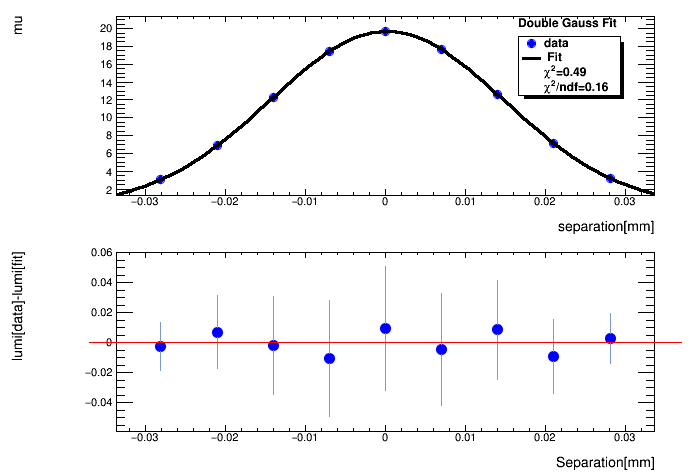 mu
Double Gauss Fit
data
Fit
χ²=0.49
χ²/ndf=0.16
20
18
16
14
12
10
8
6
4
2
−0.03 −0.02 −0.01 0 0.01 0.02 0.03
separation[mm]
lumi[data]-lumi[fit]
0.06
0.04
0.02
0
−0.02
−0.04
−0.03 −0.02 −0.01 0 0.01 0.02 0.03
Separation[mm]